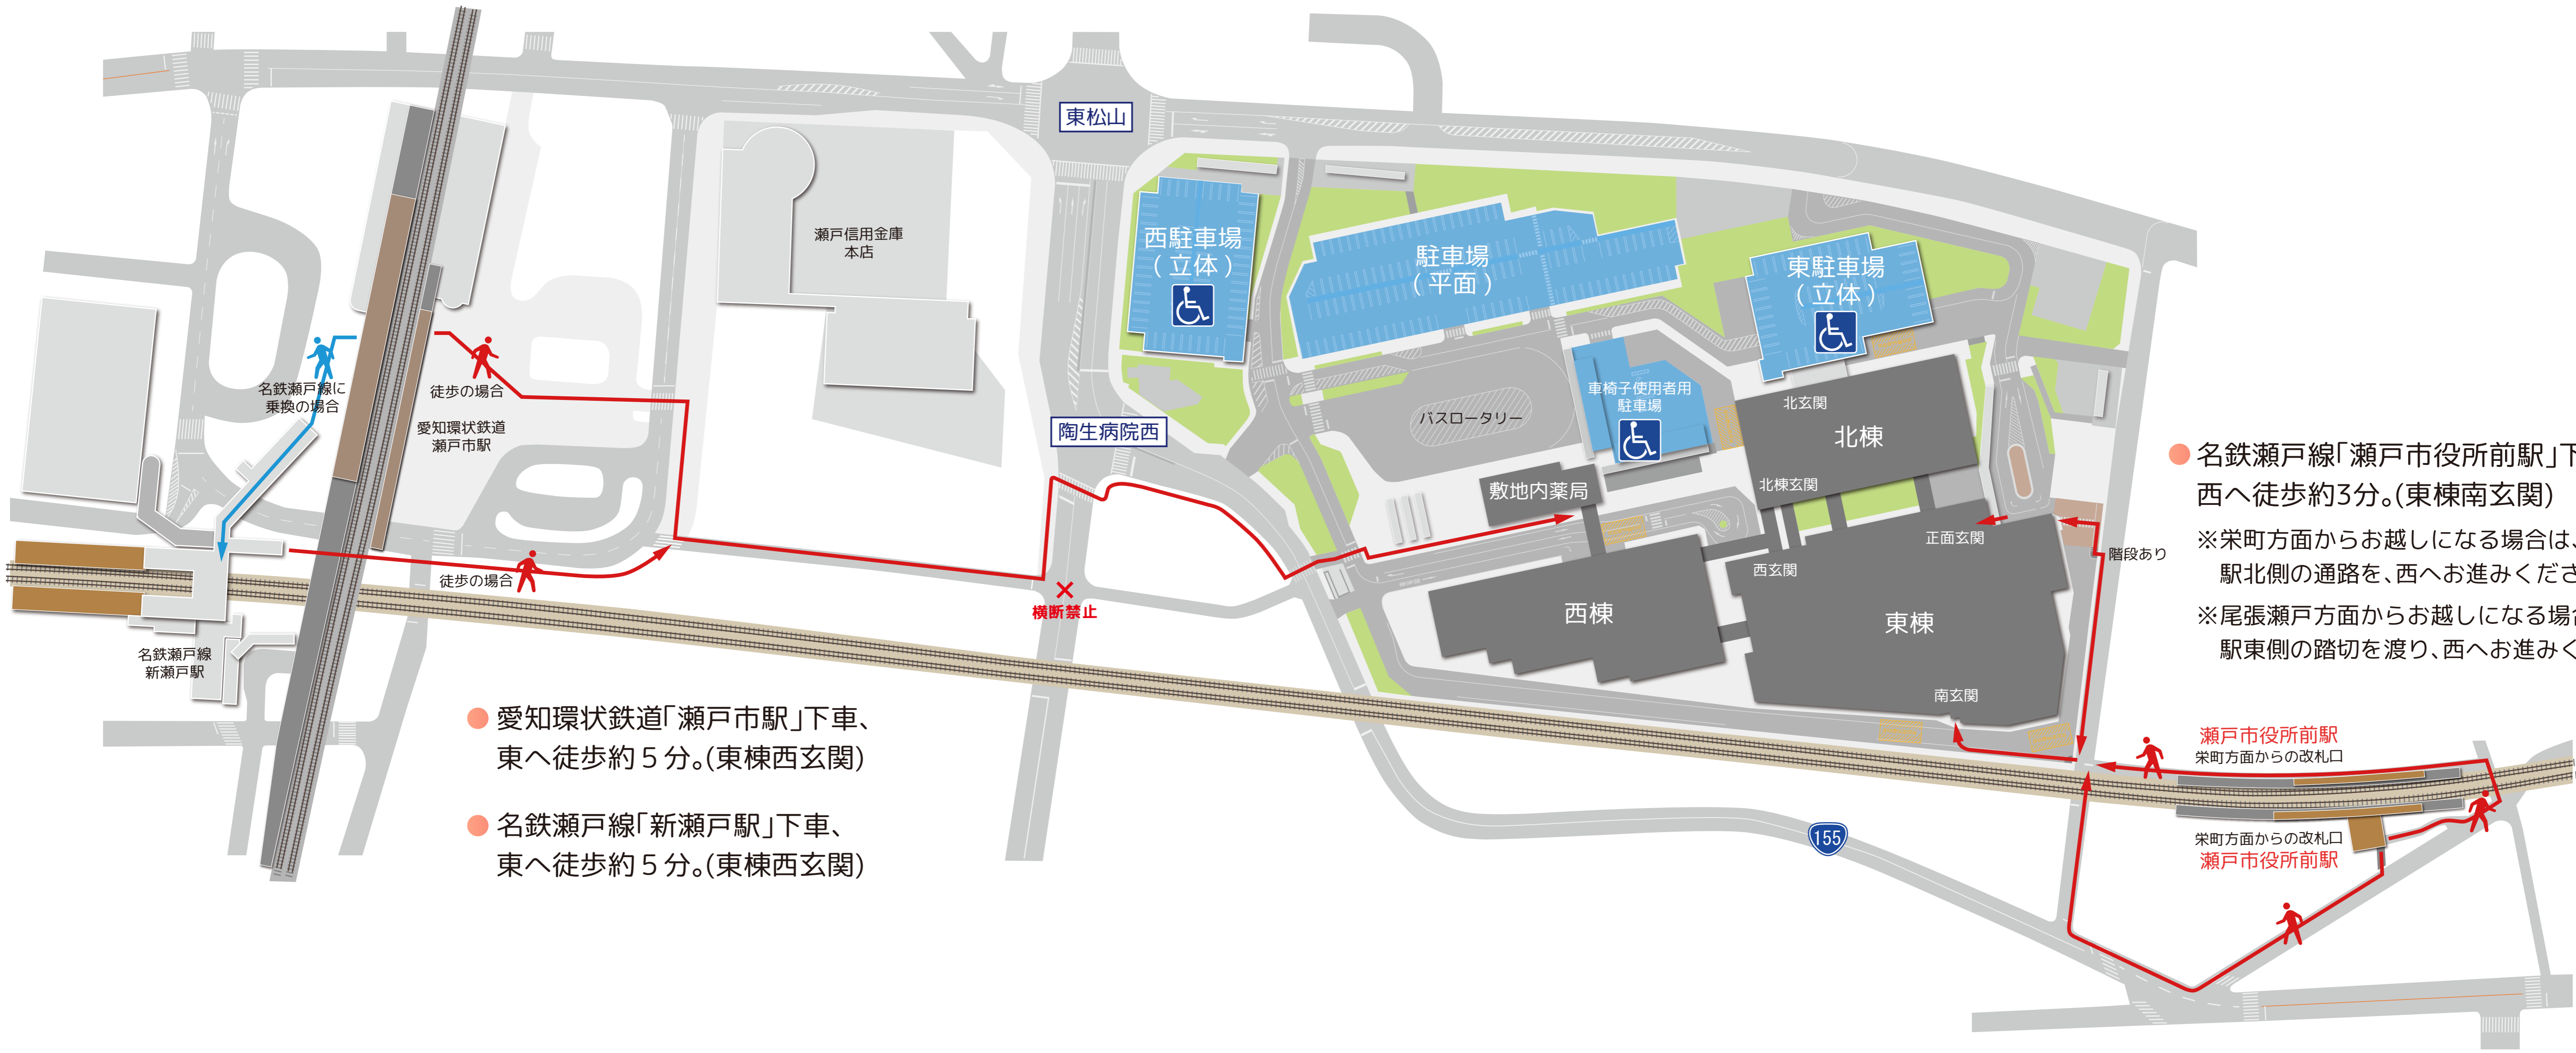 東松山
瀬戸信用金庫
本店
西駐車場
（立体）
駐車場
（平面）
東駐車場
（立体）
名鉄瀬戸線に
乗換の場合
徒歩の場合
愛知環状鉄道
瀬戸市駅
陶生病院西
バスロータリー
車椅子使用者用
駐車場
北玄関
北棟
北棟玄関
敷地内薬局
正面玄関
西玄関
階段あり
徒歩の場合
横断禁止
西棟
東棟
南玄関
名鉄瀬戸線
新瀬戸駅
名鉄瀬戸線「瀬戸市役所前駅」下
西へ徒歩約3分。(東棟南玄関)
※栄町方面からお越しになる場合は、
駅北側の通路を、西へお進みくださ
※尾張瀬戸方面からお越しになる場合
駅東側の踏切を渡り、西へお進みく
愛知環状鉄道「瀬戸市駅」下車、
東へ徒歩約５分。(東棟西玄関)
名鉄瀬戸線「新瀬戸駅」下車、
東へ徒歩約５分。(東棟西玄関)
瀬戸市役所前駅
栄町方面からの改札口
155
栄町方面からの改札口
瀬戸市役所前駅